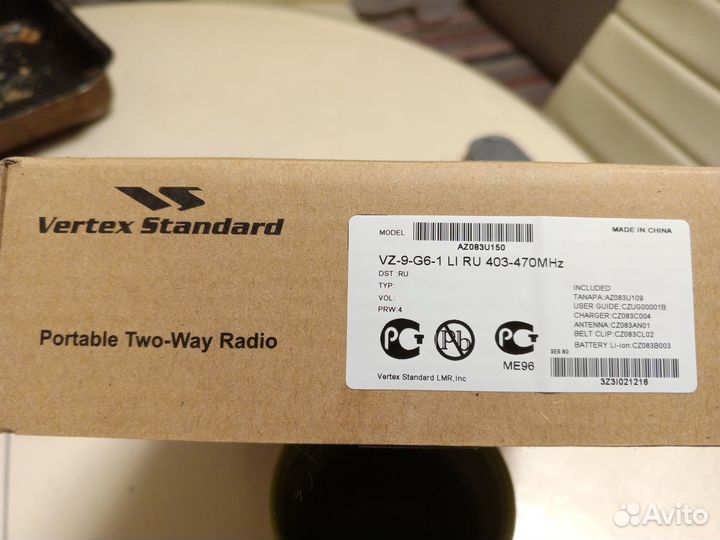 VS
Vertex Standard
Portable Two-Way Radio
MODEL
AZ083U150
MADE IN CHINA
VZ-9-G6-1 LI RU 403-470MHz
DST :RU
TYP:
VOL:
PRW:4
INCLUDED
TANAPA:AZ083U109
USER GUIDE:CZUG00001B
CHARGER:CZ083C004
ANTENNA:CZ083AN01
BELT CLIP:CZ083CL02
BATTERY Li-ion:CZ083B003
Pb
ME96
SER NO
3Z3I021216
Vertex Standard LMR,Inc
Avito